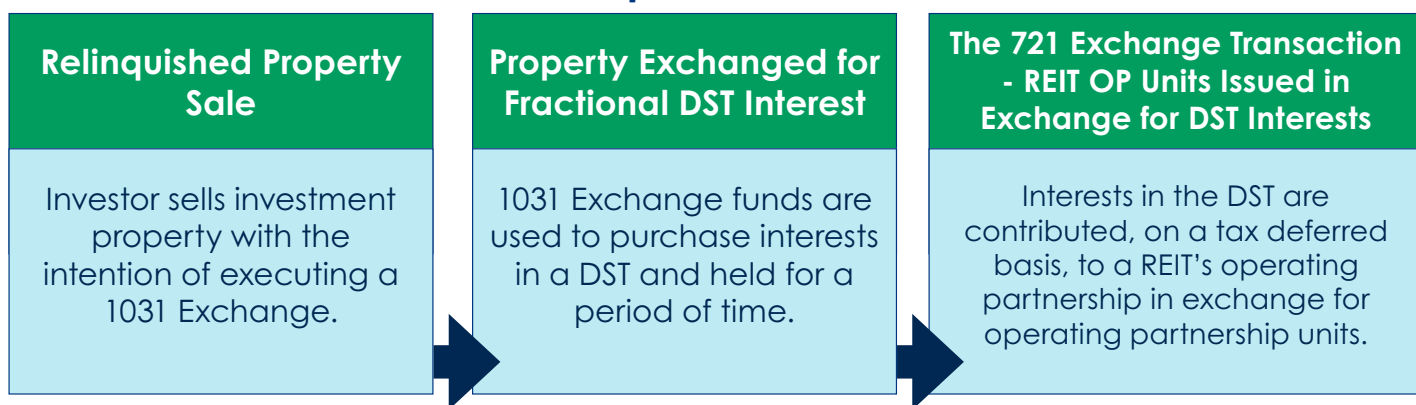 Relinquished Property
Sale
Investor sells investment
property with the
intention of executing a
1031 Exchange.
Property Exchanged for
Fractional DST Interest
1031 Exchange funds are
used to purchase interests
in a DST and held for a
period of time.
The 721 Exchange Transaction
- REIT OP Units Issued in
Exchange for DST Interests
Interests in the DST are
contributed, on a tax deferred
basis, to a REIT's operating
partnership in exchange for
operating partnership units.